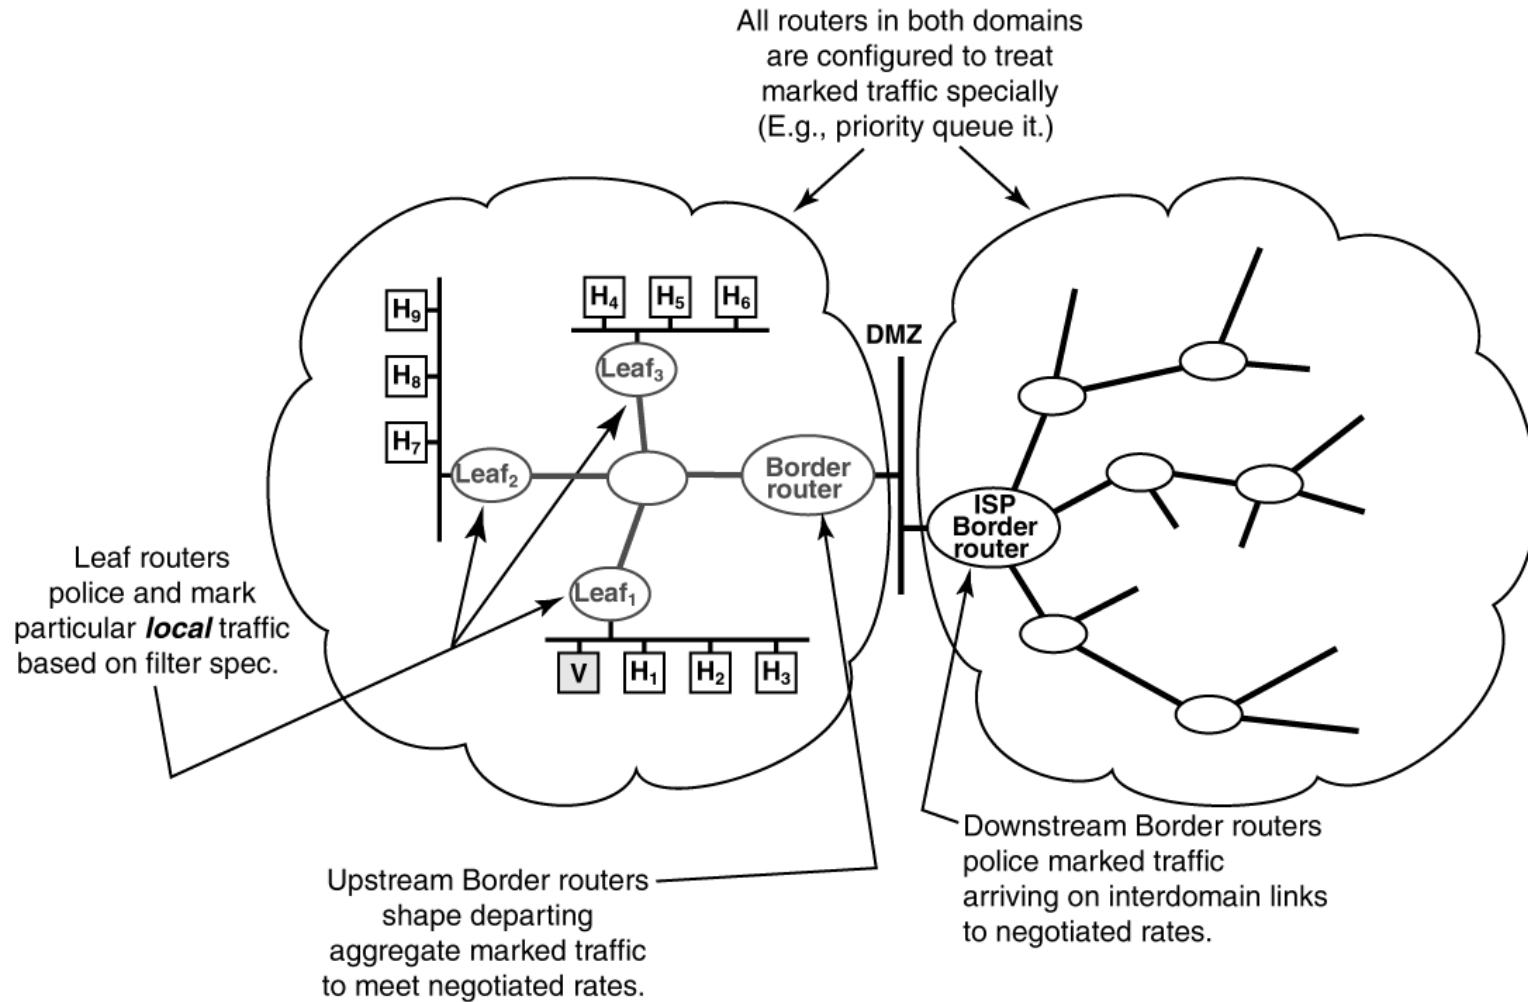 All routers in both domains
are configured to treat
marked traffic specially
(E.g., priority queue it.)
H₄ H₅ H₆
H₉
DMZ
Leaf₃
H₈
H₇
Leaf₂
Border
router
ISP
Border
router
Leaf routers
police and mark
particular local traffic
based on filter spec.
Leaf₁
V H₁ H₂ H₃
Downstream Border routers
police marked traffic
arriving on interdomain links
to negotiated rates.
Upstream Border routers
shape departing
aggregate marked traffic
to meet negotiated rates.